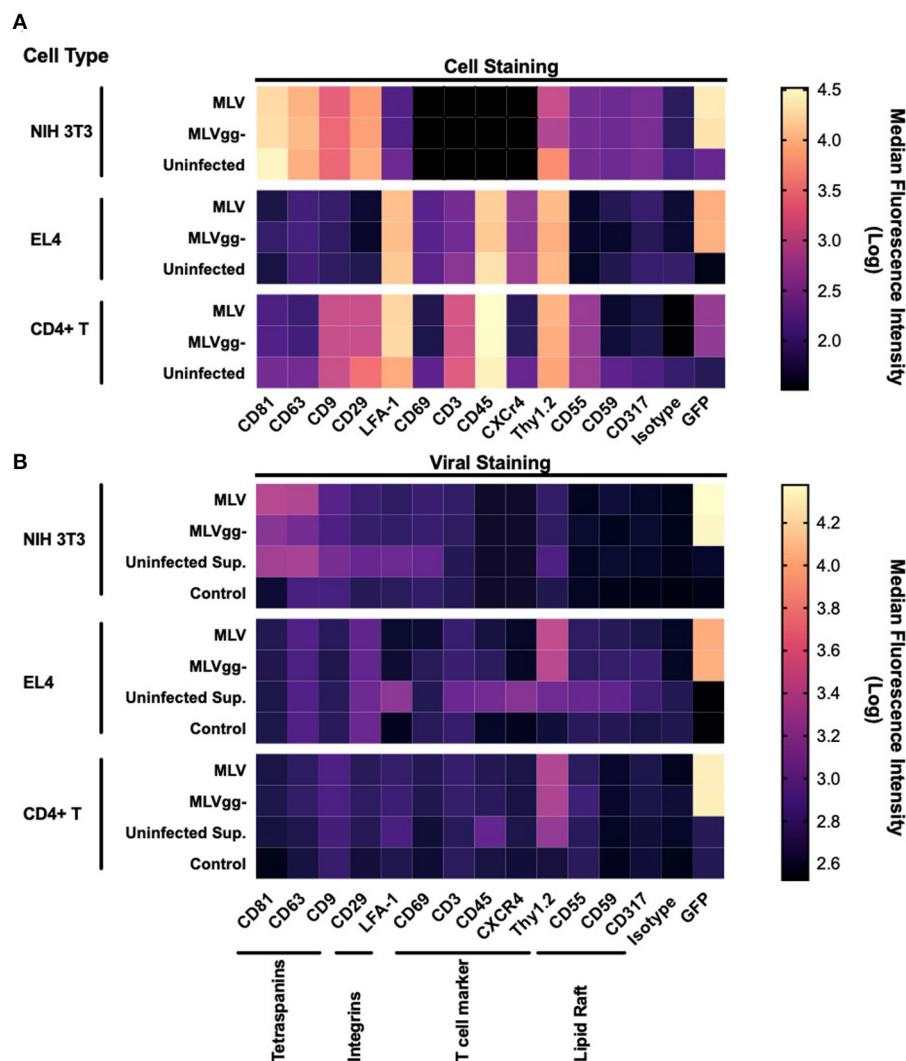 A
Cell Type
Cell Staining
NIH 3T3
MLV
MLVgg-
Uninfected
EL4
MLV
MLVgg-
Uninfected
CD4+ T
MLV
MLVgg-
Uninfected
CD81 CD63 CD9 CD29 LFA-1 CD69 CD3 CD45 CXCr4 Thy1.2 CD55 CD59 CD317 Isotype GFP
4.5
4.0
3.5
3.0
2.5
2.0
Median Fluorescence Intensity
(Log)
B
Viral Staining
NIH 3T3
MLV
MLVgg-
Uninfected Sup.
Control
EL4
MLV
MLVgg-
Uninfected Sup.
Control
CD4+ T
MLV
MLVgg-
Uninfected Sup.
Control
CD81 CD63 CD9 CD29 LFA-1 CD69 CD3 CD45 CXCR4 Thy1.2 CD55 CD59 CD317 Isotype GFP
Tetraspanins
Integrins
T cell marker
Lipid Raft
4.2
4.0
3.8
3.6
3.4
3.2
3.0
2.8
2.6
Median Fluorescence Intensity
(Log)